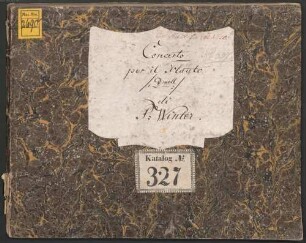 Concerto
per il Flauto
di
P. Winter.
Katalog №
327